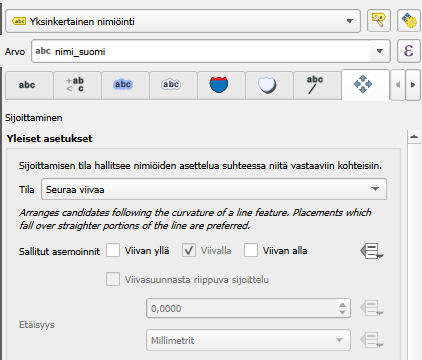 Yksinkertainen nimiöinti
Arvo abc nimi_suomi ε
abc +ab < c abc abc abc
Sijoittaminen
Yleiset asetukset
Sijoittamisen tila hallitsee nimiöiden asettelua suhteessa niitä vastaaviin kohteisiin.
Tila Seuraa viivaa
Arranges candidates following the curvature of a line feature. Placements which
fall over straighter portions of the line are preferred.
Sallitut asemoinnit Viivan yllä Viivalla Viivan alla
Viivasuunnasta riippuva sijoittelu
0,0000
Etäisyys
Millimetrit